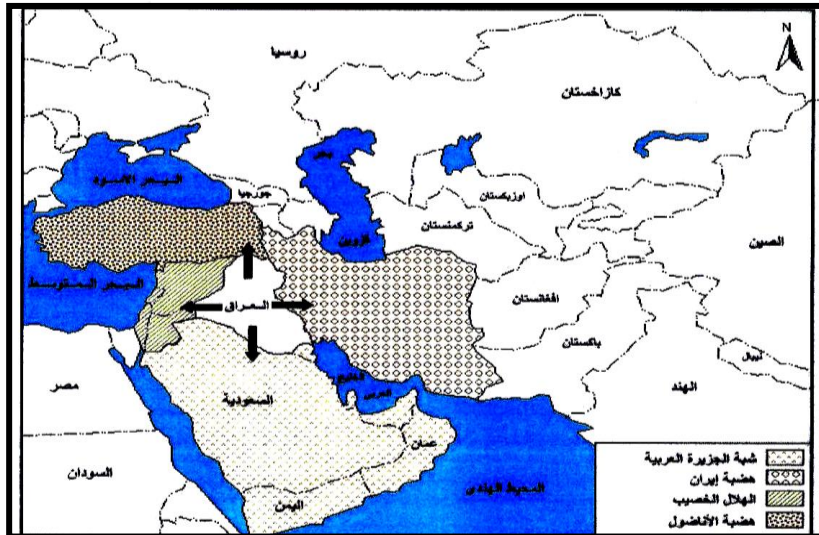 N
روسيا
كازاخستان
بحر
البحر الأسود
جورجيا
اوزبكستان
تركمنستان
قزوين
الصين
البحر المتوسط
العراق
افغانستان
باكستان
نيبال
الخليج
العربي
مصر
السعودية
الهند
عمان
السودان
اليمن
المحيط الهندي
شبة الجزيرة العربية
هضبة إيران
الهلال الخصيب
هضبة الأناضول